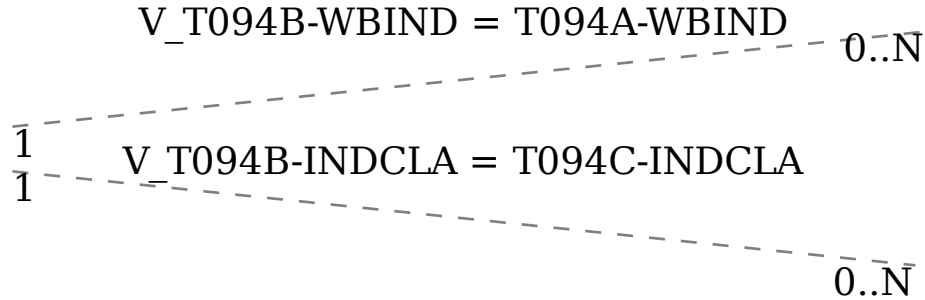 V_T094B-WBIND = T094A-WBIND
0..N
1
V_T094B-INDCLA = T094C-INDCLA
1
0..N